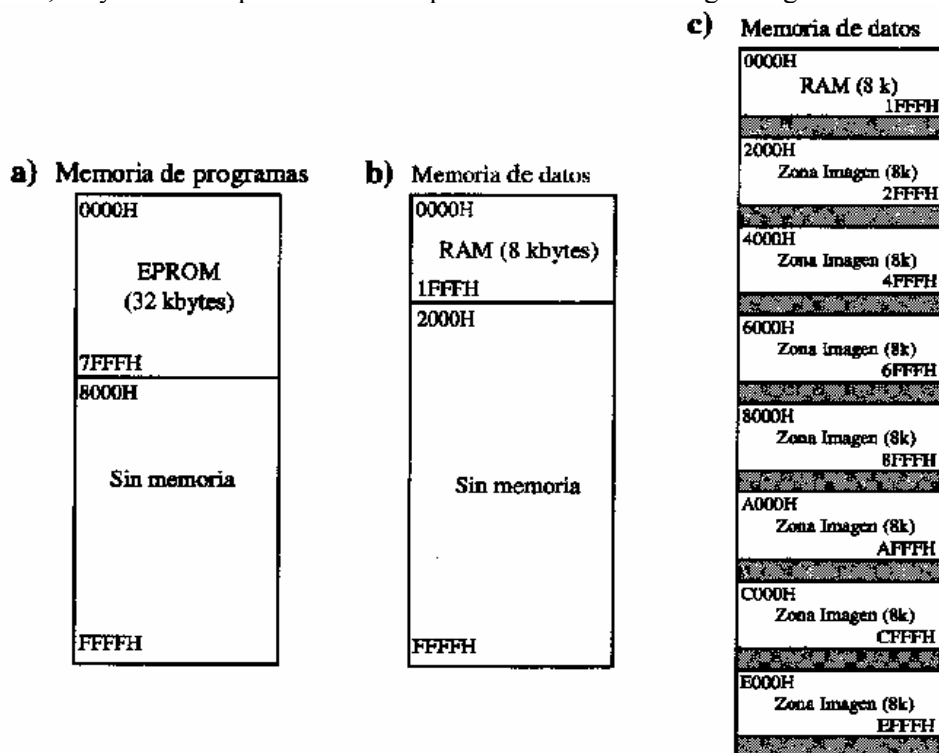 a) Memoria de programas
0000H
EPROM
(32 kbytes)
7FFFH
8000H
Sin memoria
FFFFH
b) Memoria de datos
0000H
RAM (8 kbytes)
1FFFH
2000H
Sin memoria
FFFFH
c) Memoria de datos
0000H
RAM (8 k)
1FFFH
2000H
Zona Imagen (8k)
2FFFH
4000H
Zona Imagen (8k)
4FFFH
6000H
Zona Imagen (8k)
6FFFH
8000H
Zona Imagen (8k)
8FFFH
A000H
Zona Imagen (8k)
AFFFH
C000H
Zona Imagen (8k)
CFFFH
E000H
Zona Imagen (8k)
EFFFH